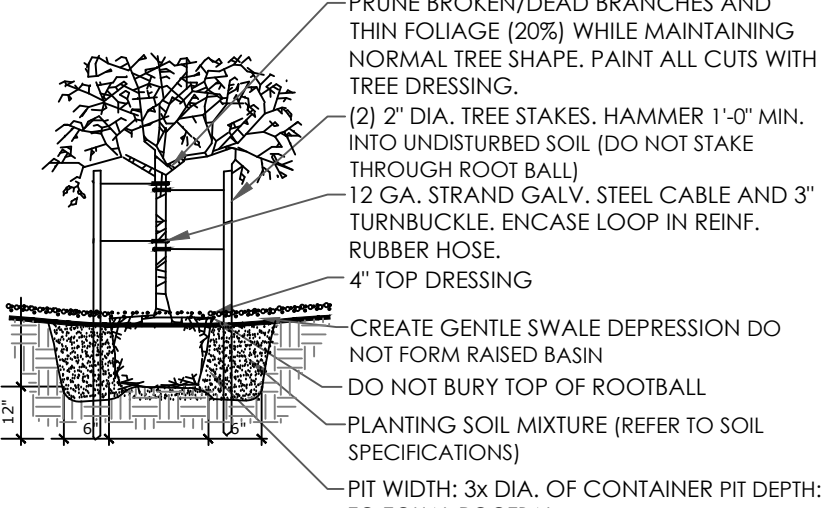 PRUNE BROKEN/DEAD BRANCHES AND
THIN FOLIAGE (20%) WHILE MAINTAINING
NORMAL TREE SHAPE. PAINT ALL CUTS WITH
TREE DRESSING.
(2) 2" DIA. TREE STAKES. HAMMER 1'-0" MIN.
INTO UNDISTURBED SOIL (DO NOT STAKE
THROUGH ROOT BALL)
12 GA. STRAND GALV. STEEL CABLE AND 3"
TURNBUCKLE. ENCASE LOOP IN REINF.
RUBBER HOSE.
4" TOP DRESSING
CREATE GENTLE SWALE DEPRESSION DO
NOT FORM RAISED BASIN
DO NOT BURY TOP OF ROOTBALL
PLANTING SOIL MIXTURE (REFER TO SOIL
SPECIFICATIONS)
PIT WIDTH: 3x DIA. OF CONTAINER PIT DEPTH:
12"
6"
6"